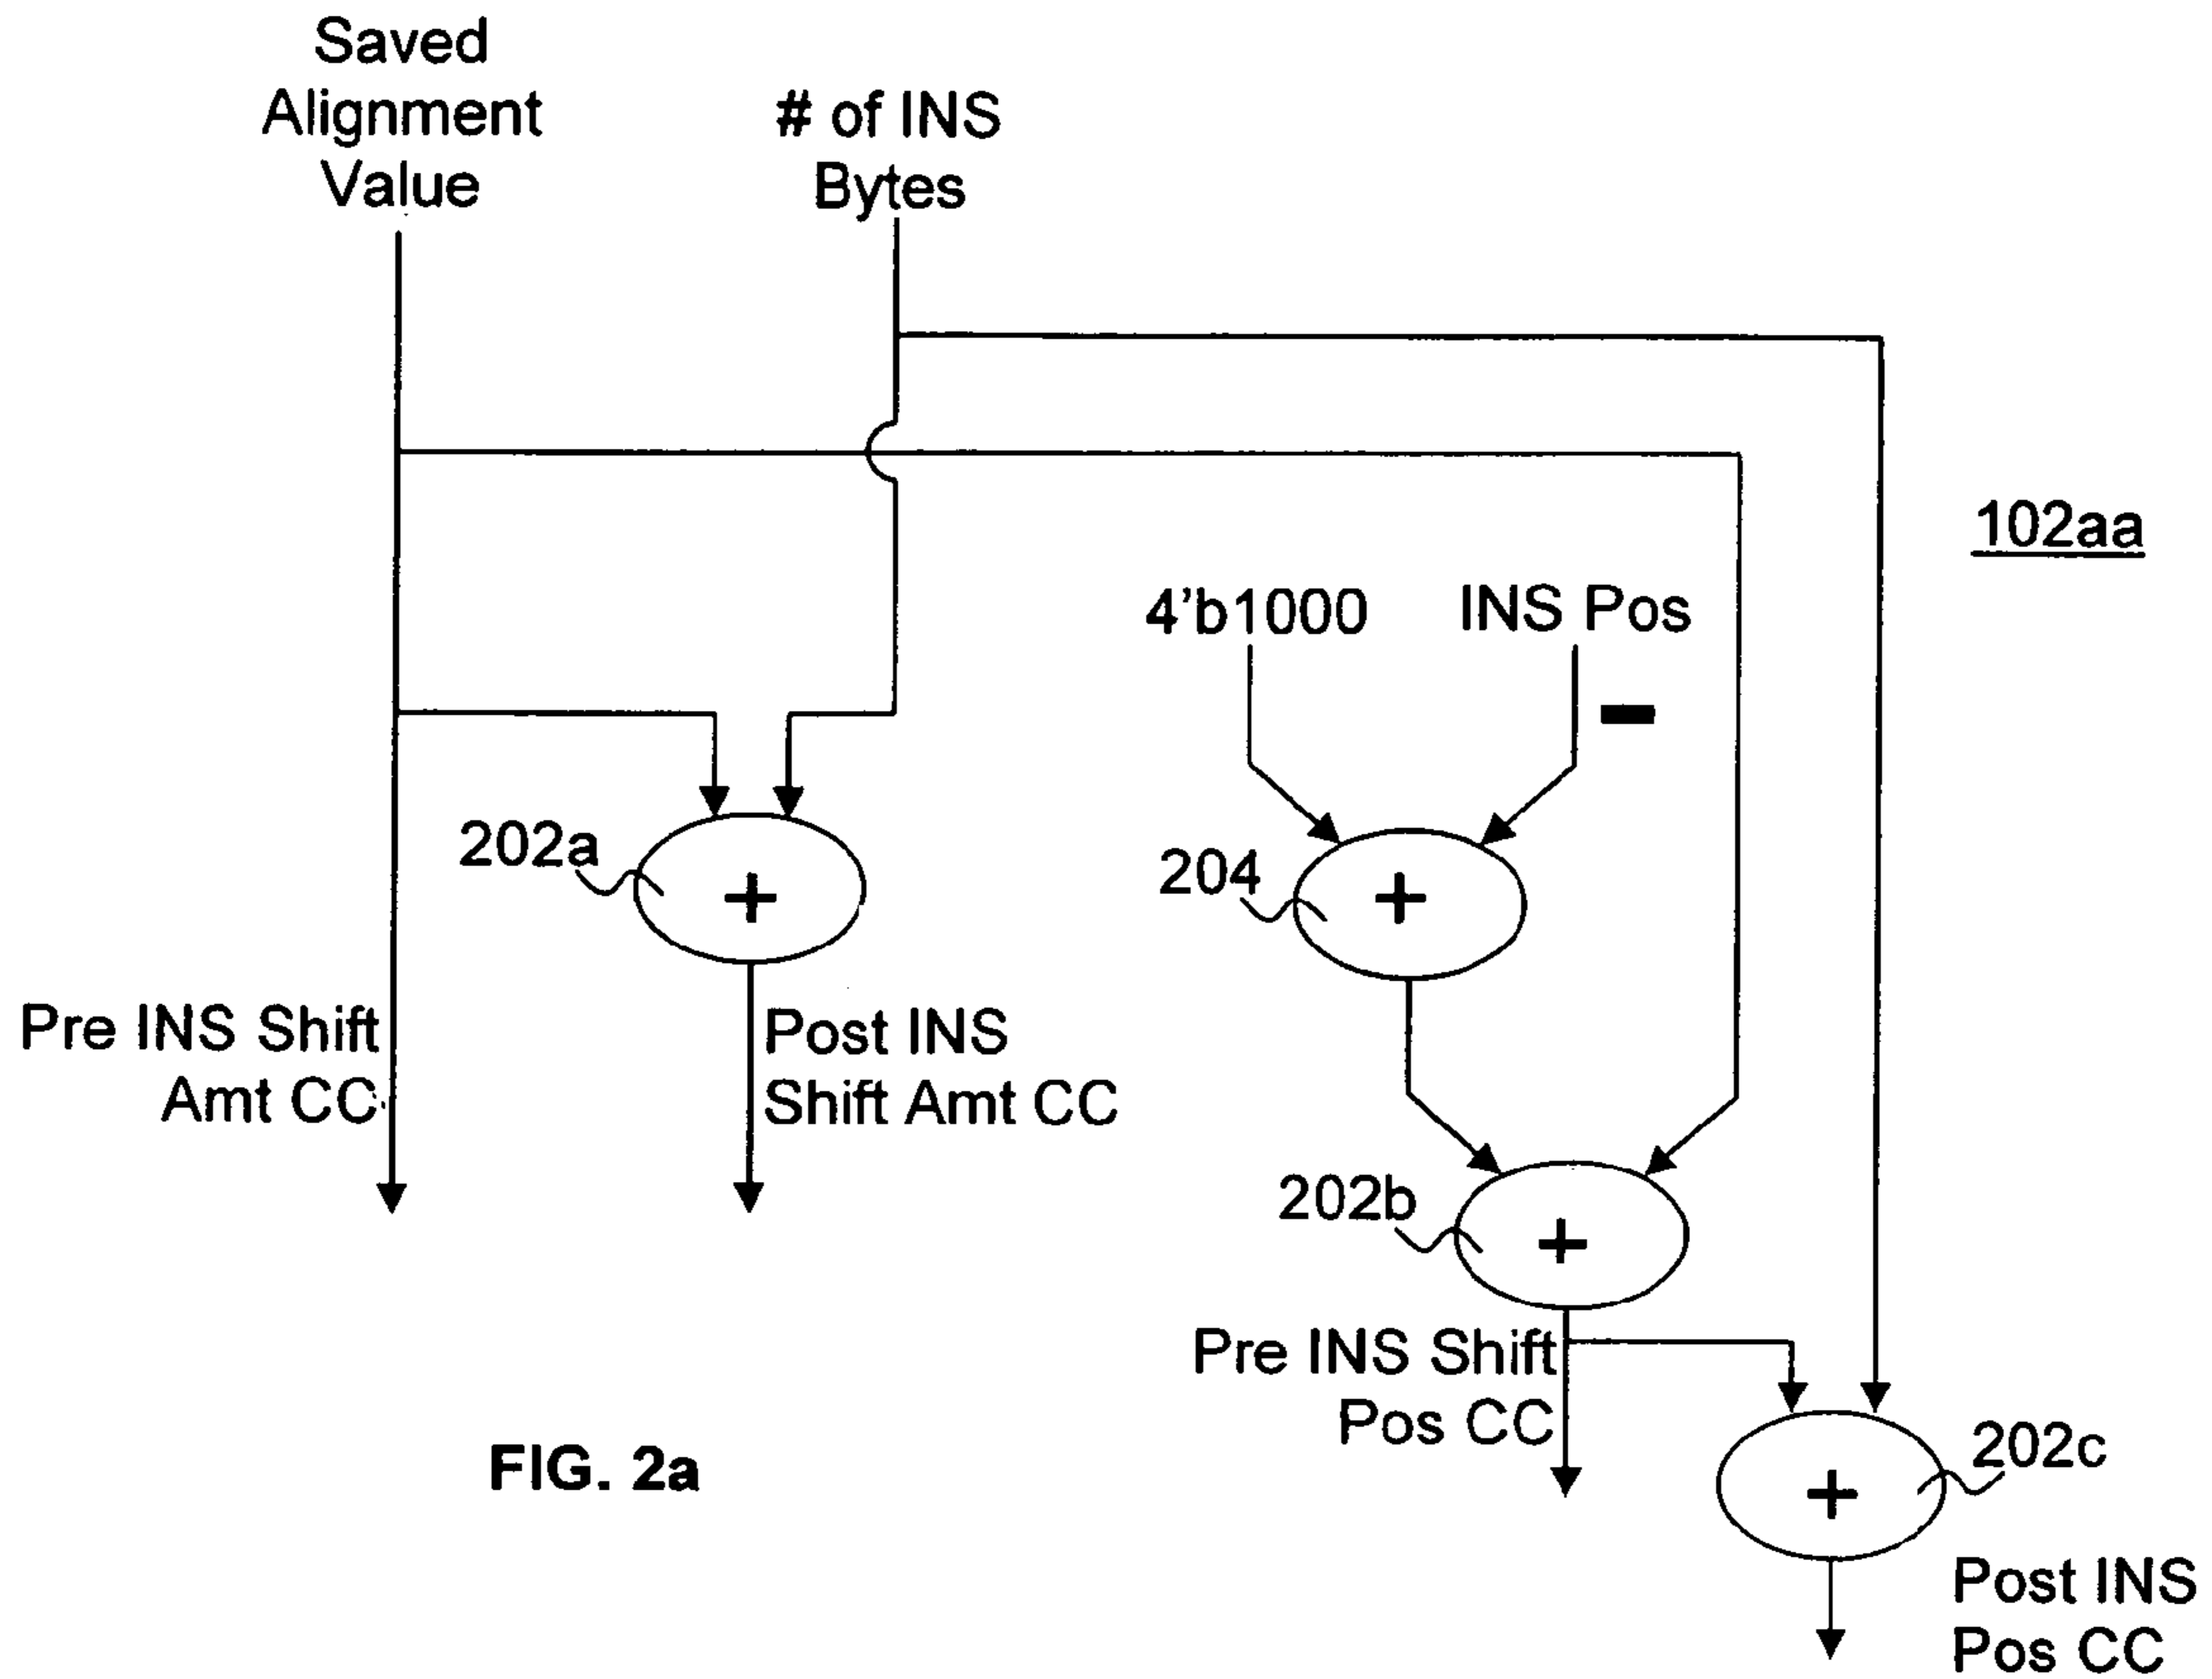 Saved
Alignment
Value
# of INS
Bytes
102aa
4'b1000
INS Pos
202a
+
204
+
Pre INS Shift
Amt CC
Post INS
Shift Amt CC
202b
+
Pre INS Shift
Pos CC
202c
+
Post INS
Pos CC
FIG. 2a